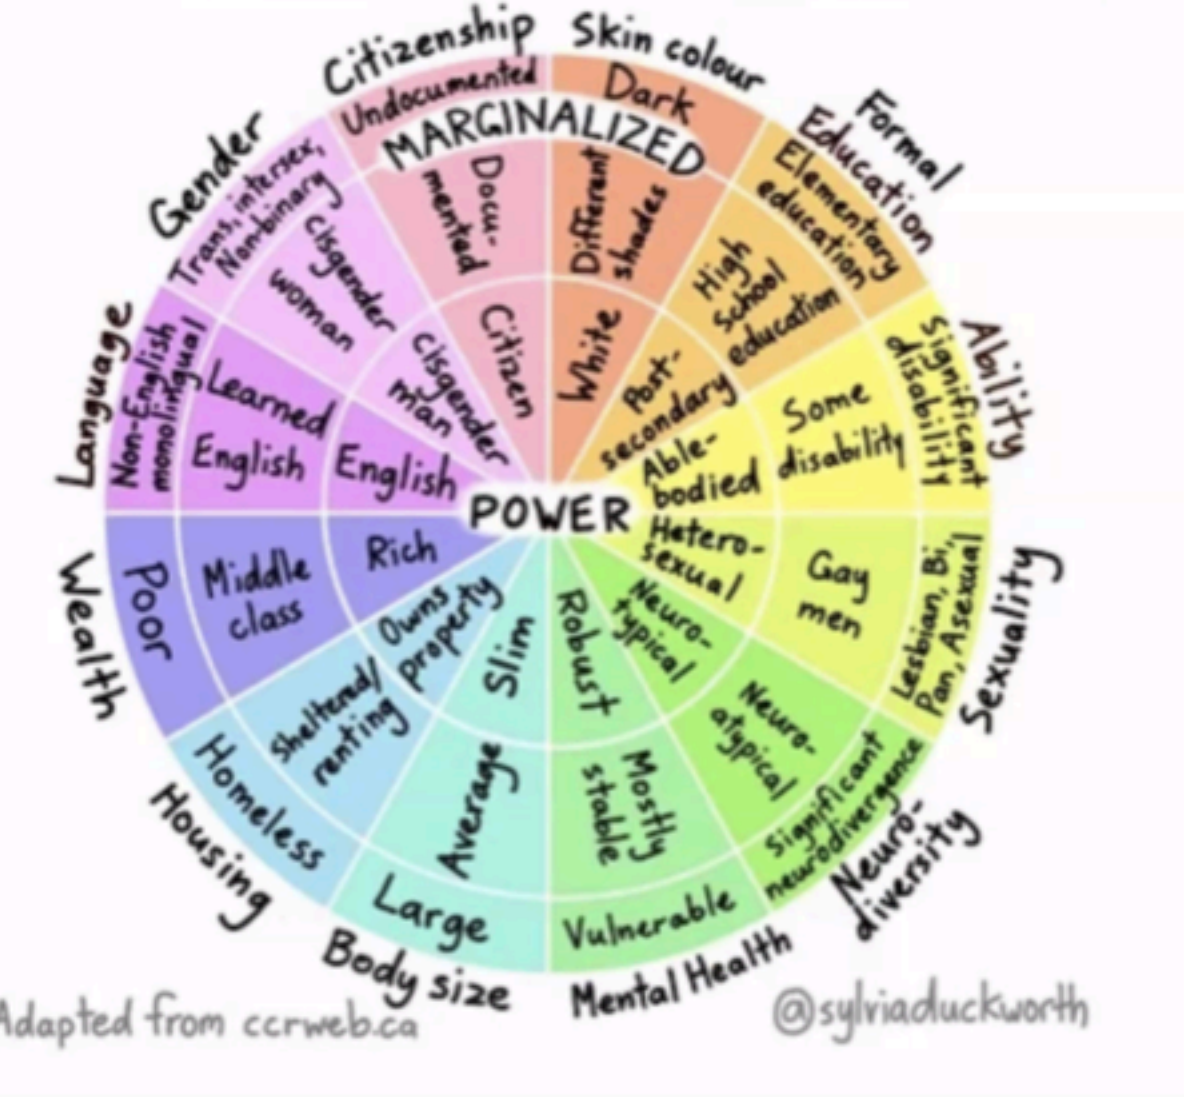 Citizenship
Undocumented
Docu-
mented
Citizen
Skin colour
Dark
Different
shades
White
Formal
Education
Elementary
education
High
school
education
Post-
secondary
Ability
Significant
disability
Some
disability
Able-
bodied
Sexuality
Lesbian, Bi,
Pan, Asexual
Gay
men
Hetero-
sexual
Neuro-
diversity
Significant
neurodivergence
Neuro-
atypical
Neuro-
typical
Mental Health
Vulnerable
Mostly
stable
Robust
Body size
Large
Average
Slim
Housing
Homeless
Sheltered/
renting
Owns
property
Wealth
Poor
Middle
class
Rich
Language
Non-English
monolingual
Learned
English
English
Gender
Trans, intersex,
Non-binary
Cisgender
woman
Cisgender
man
MARGINALIZED
POWER
Adapted from ccrweb.ca
@sylviaduckworth